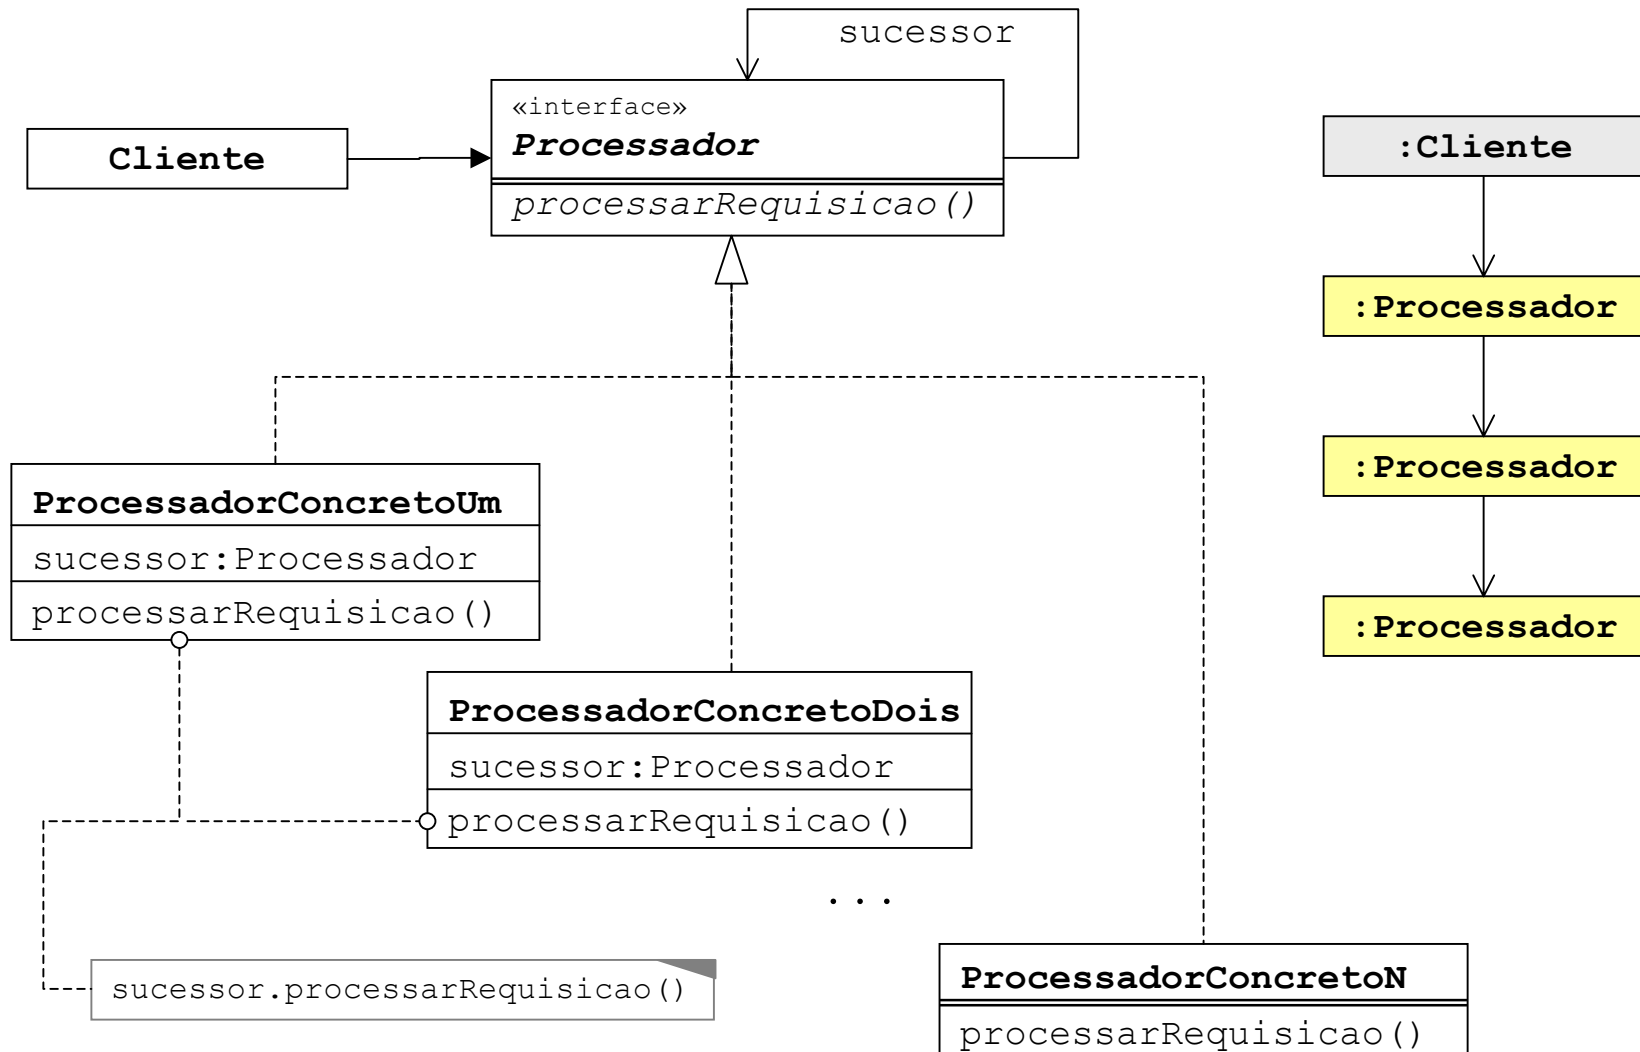 sucessor
«interface»
Processador
processarRequisicao()
Cliente
:Cliente
:Processador
:Processador
:Processador
ProcessadorConcretoUm
sucessor:Processador
processarRequisicao()
ProcessadorConcretoDois
sucessor:Processador
processarRequisicao()
...
sucessor.processarRequisicao()
ProcessadorConcretoN
processarRequisicao()